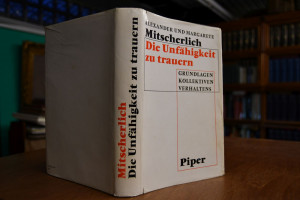 ALEXANDER UND MARGARETE
Mitscherlich
Die Unfähigkeit
zu trauern
GRUNDLAGEN
KOLLEKTIVEN
VERHALTENS
Piper
Mitscherlich
Die Unfähigkeit zu trauern